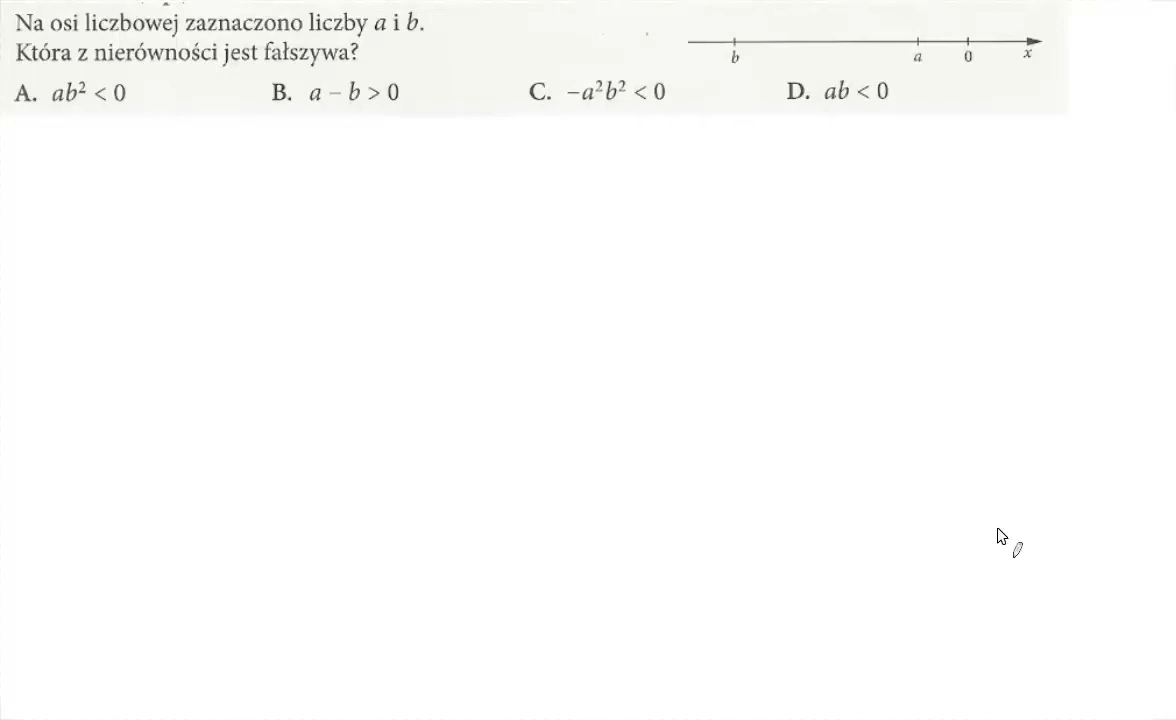 Na osi liczbowej zaznaczono liczby a i b.
Która z nierówności jest fałszywa?
b a 0 x
A. ab² < 0 B. a − b > 0 C. −a²b² < 0 D. ab < 0